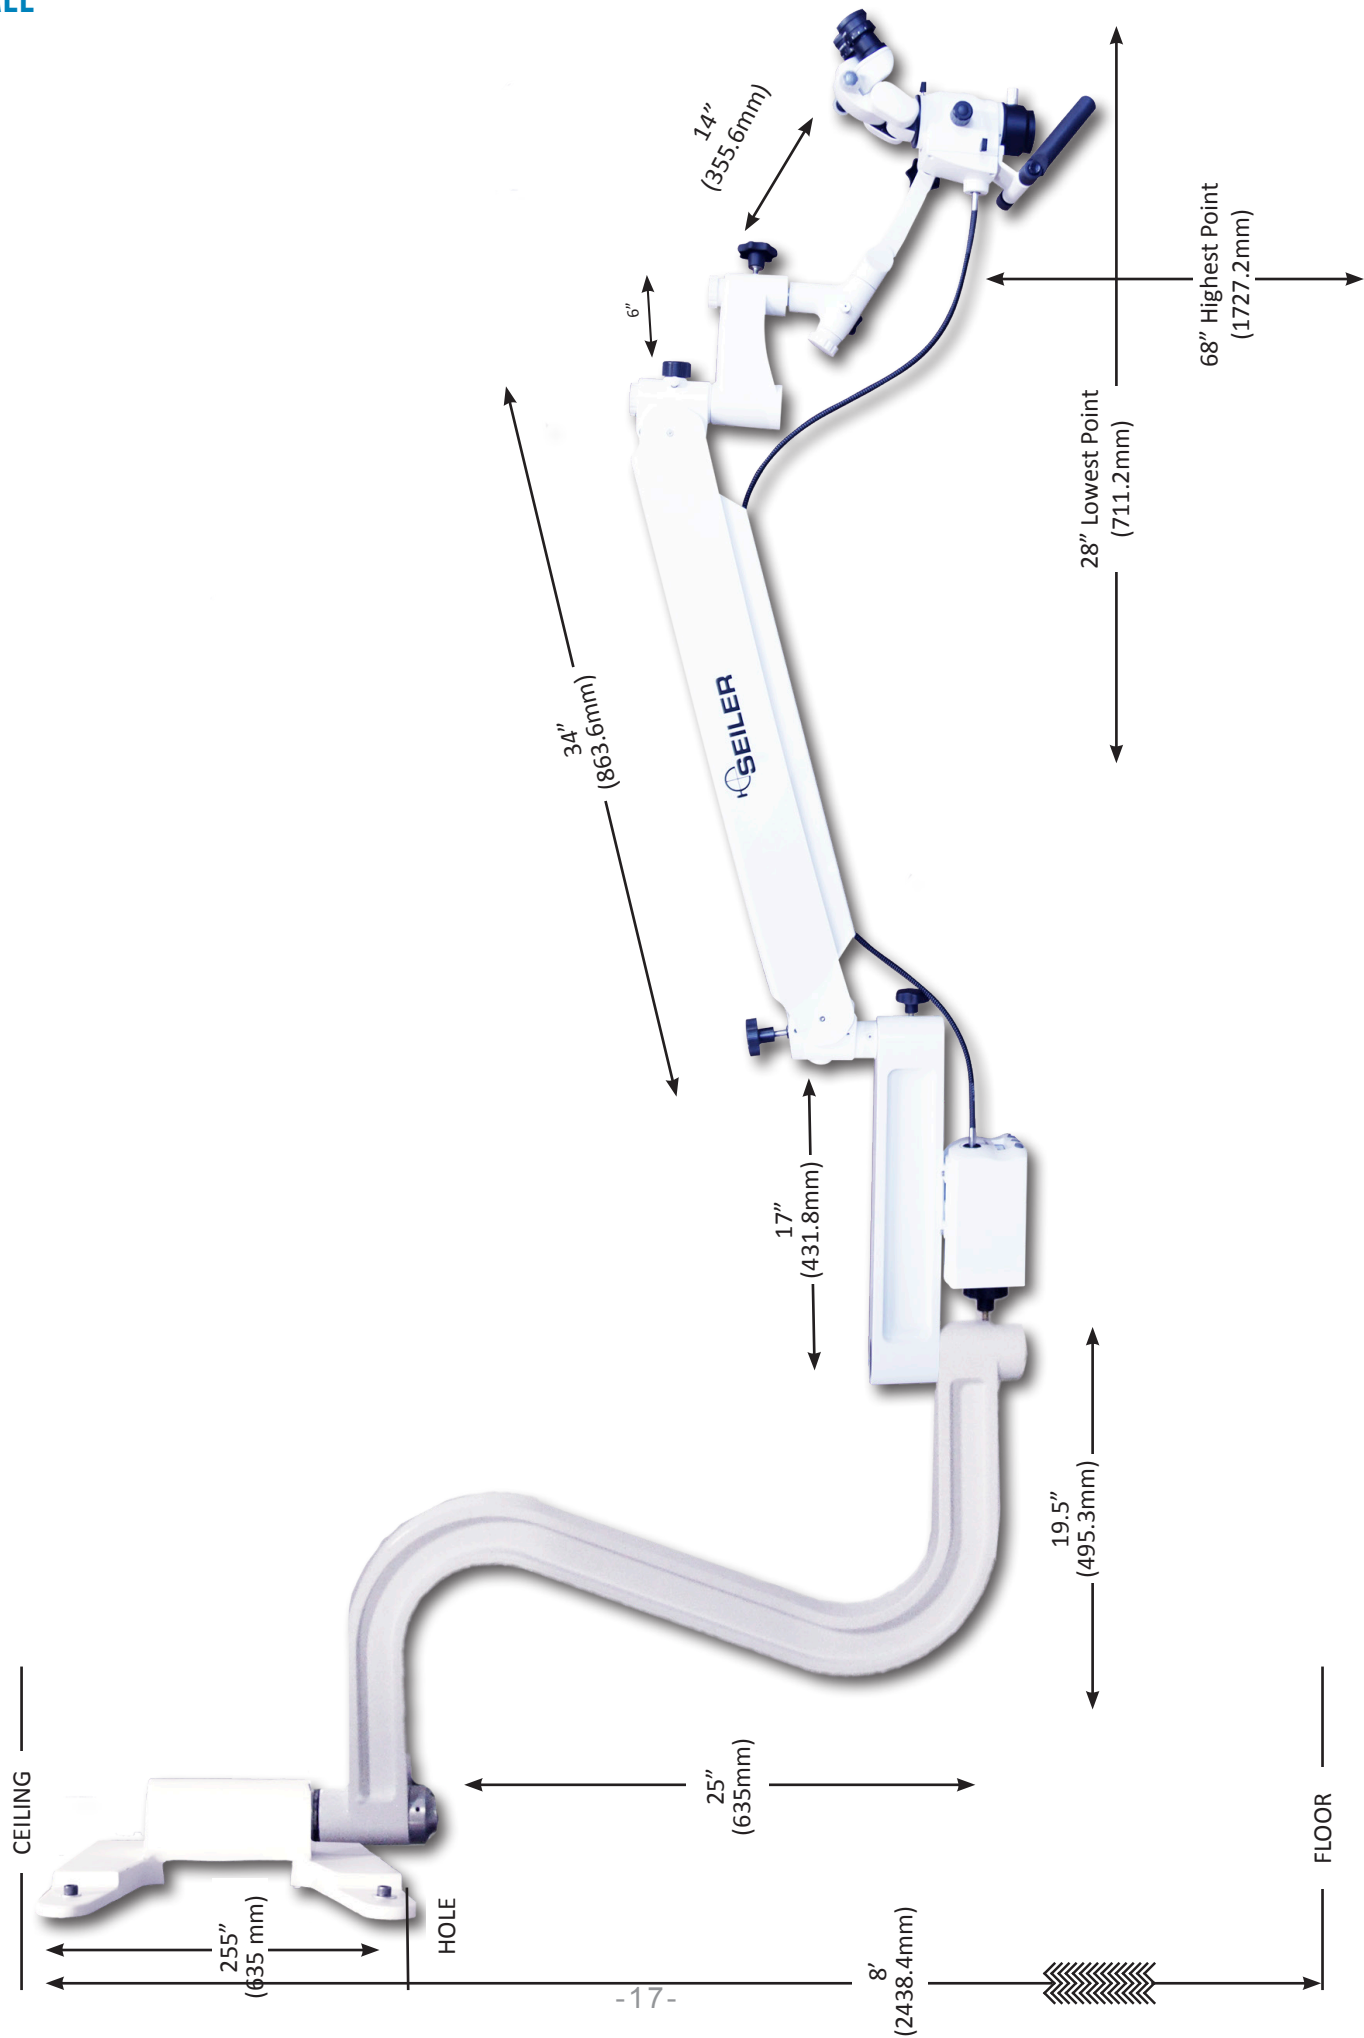 14”
(355.6mm)
6”
68” Highest Point
(1727.2mm)
28” Lowest Point
(711.2mm)
34”
(863.6mm)
SEILER
17”
(431.8mm)
19.5”
(495.3mm)
25”
(635mm)
CEILING
FLOOR
HOLE
255”
(635 mm)
8’
(2438.4mm)
-17-